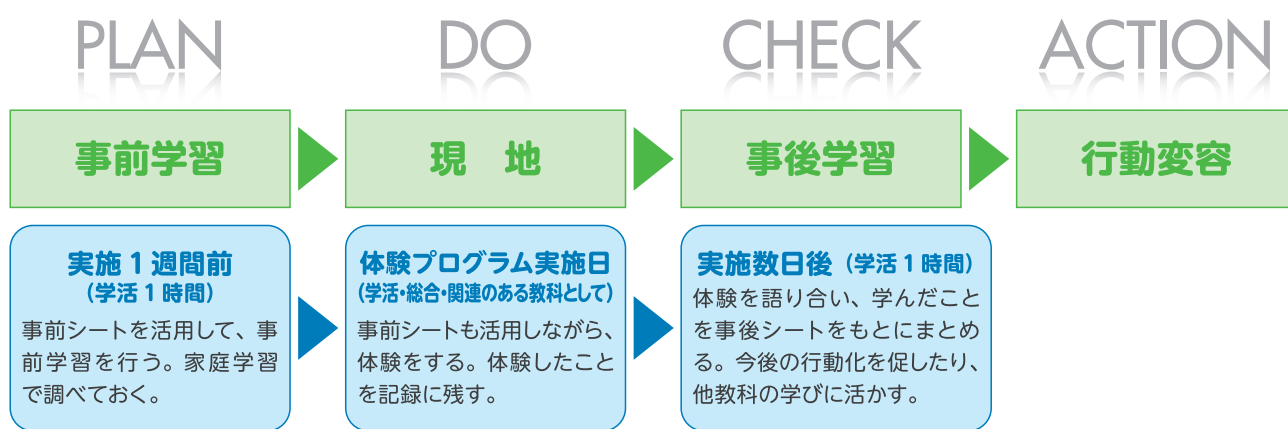 PLAN
DO
CHECK
ACTION
事前学習
現　地
事後学習
行動変容
実施1週間前
(学活1時間)
事前シートを活用して、事
前学習を行う。家庭学習
で調べておく。
体験プログラム実施日
(学活・総合・関連のある教科として)
事前シートも活用しながら、
体験をする。体験したこと
を記録に残す。
実施数日後(学活1時間)
体験を語り合い、学んだこと
を事後シートをもとにまとめ
る。今後の行動化を促したり、
他教科の学びに活かす。